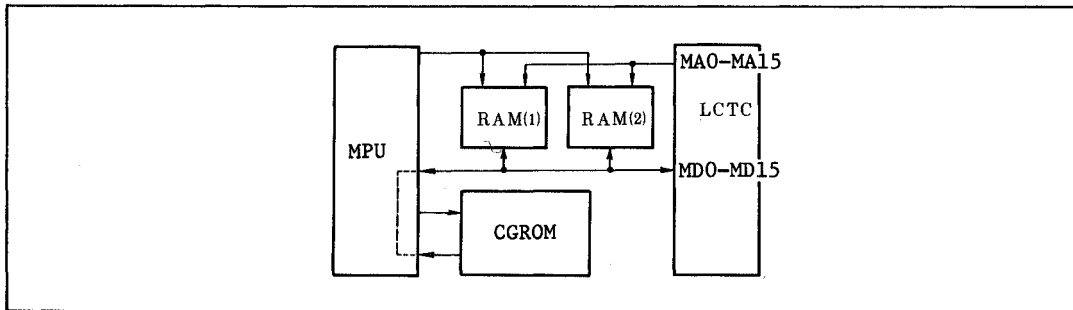 MA0-MA15
LCTC
RAM(1)
RAM(2)
MPU
MD0-MD15
CGROM